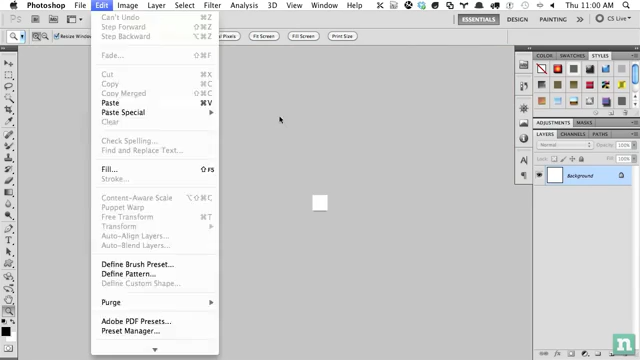 Photoshop File Edit Image Layer Select Filter Analysis 3D View Window Thu 11:00 AM
ESSENTIALS DESIGN PAINTING CS Live
Resize Window Pixels Fit Screen Fill Screen Print Size
Can't Undo ⌘Z
Step Forward ⇧⌘Z
Step Backward ⌥⌘Z
Fade... ⇧⌘F
Cut ⌘X
Copy ⌘C
Copy Merged ⇧⌘C
Paste ⌘V
Paste Special
Clear
Check Spelling...
Find and Replace Text...
Fill... ⇧F5
Stroke...
Content-Aware Scale ⌥⇧⌘C
Puppet Warp
Free Transform ⌘T
Transform
Auto-Align Layers...
Auto-Blend Layers...
Define Brush Preset...
Define Pattern...
Define Custom Shape...
Purge
Adobe PDF Presets...
Preset Manager...
COLOR SWATCHES STYLES
ADJUSTMENTS MASKS
LAYERS CHANNELS PATHS
Normal Opacity: 100%
Lock: Fill: 100%
Background
A
n